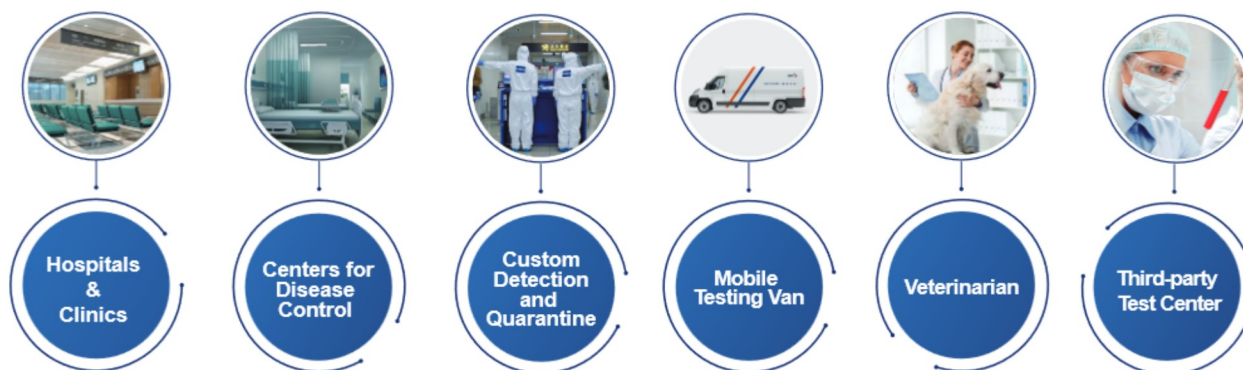 Hospitals
&
Clinics
Centers for
Disease
Control
Custom
Detection
and
Quarantine
Mobile
Testing Van
Veterinarian
Third-party
Test Center